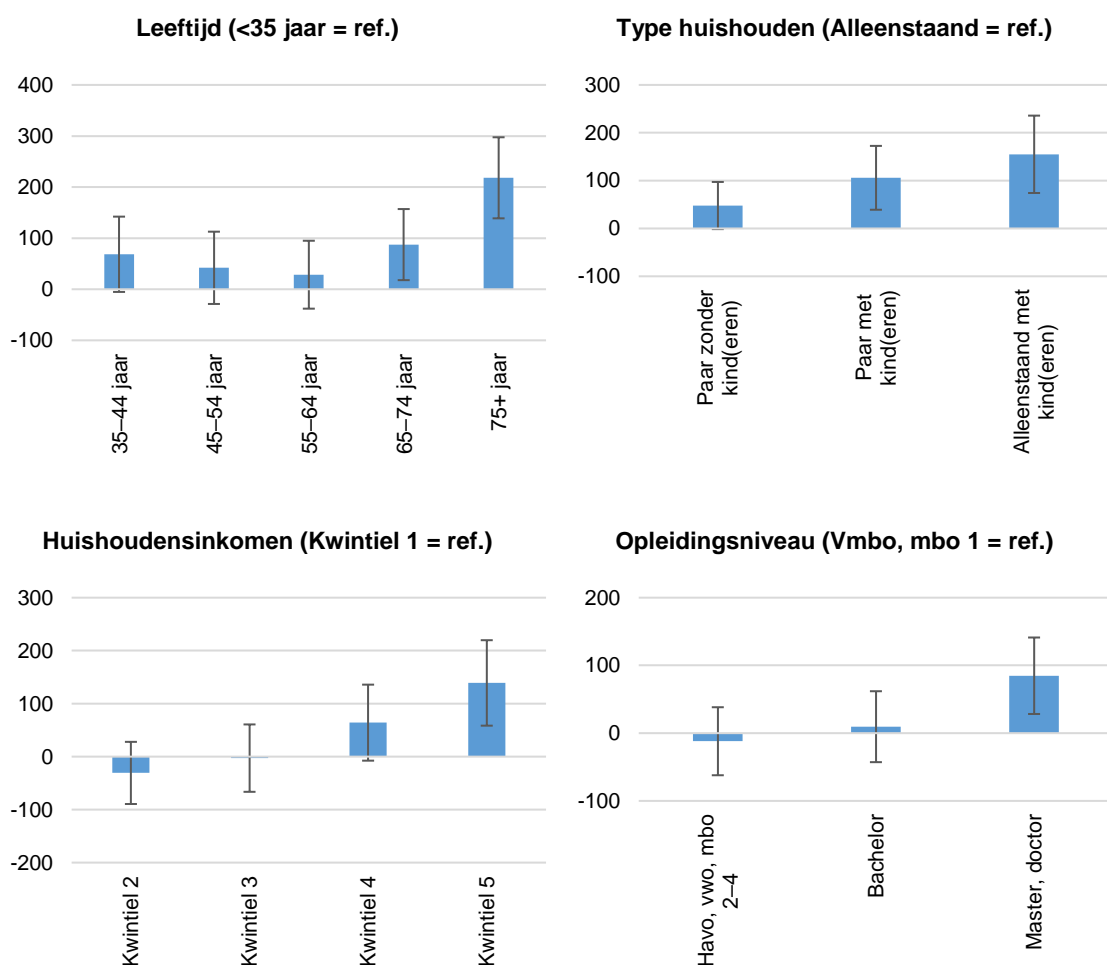 Leeftijd (<35 jaar = ref.)
400
300
200
100
0
-100
35–44 jaar
45–54 jaar
55–64 jaar
65–74 jaar
75+ jaar
Type huishouden (Alleenstaand = ref.)
300
200
100
0
-100
Paar zonder
kind(eren)
Paar met
kind(eren)
Alleenstaand met
kind(eren)
Huishoudensinkomen (Kwintiel 1 = ref.)
300
200
100
0
-100
-200
Kwintiel 2
Kwintiel 3
Kwintiel 4
Kwintiel 5
Opleidingsniveau (Vmbo, mbo 1 = ref.)
200
100
0
-100
Havo, vwo, mbo
2–4
Bachelor
Master, doctor